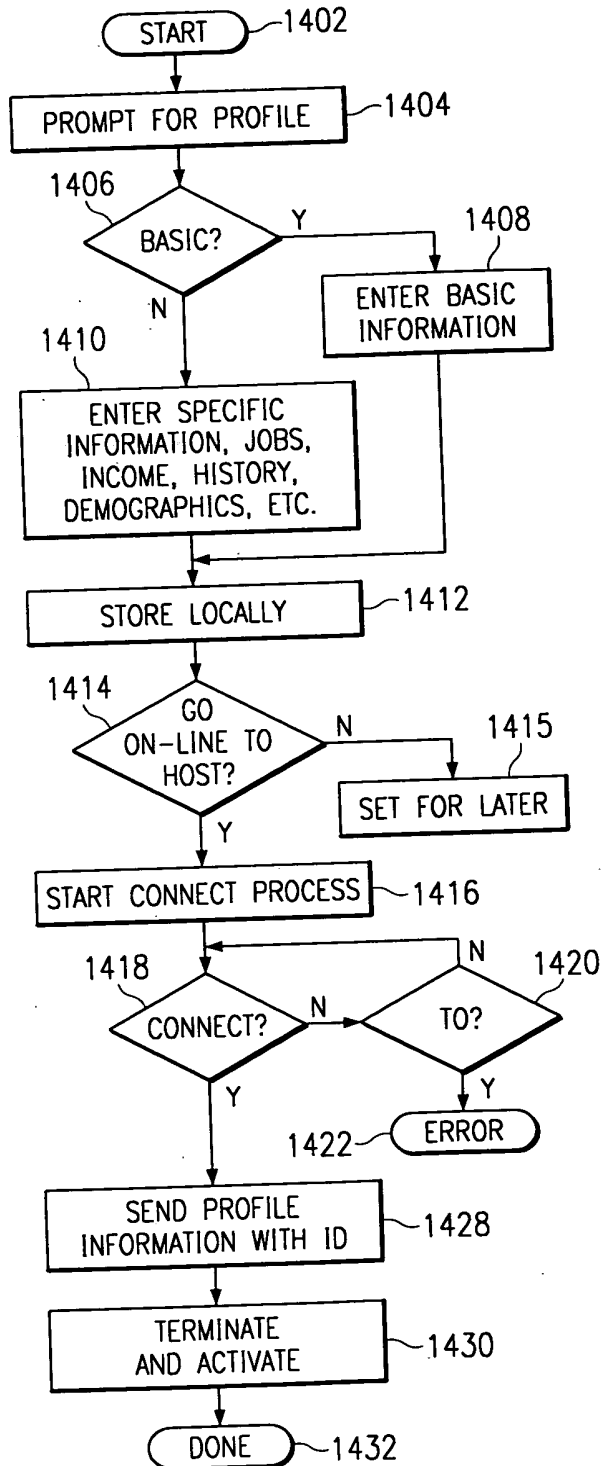 START
1402
PROMPT FOR PROFILE
1404
1406
BASIC?
Y
N
1408
ENTER BASIC
INFORMATION
1410
ENTER SPECIFIC
INFORMATION, JOBS,
INCOME, HISTORY,
DEMOGRAPHICS, ETC.
STORE LOCALLY
1412
1414
GO
ON-LINE TO
HOST?
N
Y
1415
SET FOR LATER
START CONNECT PROCESS
1416
1418
CONNECT?
N
Y
1420
TO?
N
Y
1422
ERROR
SEND PROFILE
INFORMATION WITH ID
1428
TERMINATE
AND ACTIVATE
1430
DONE
1432